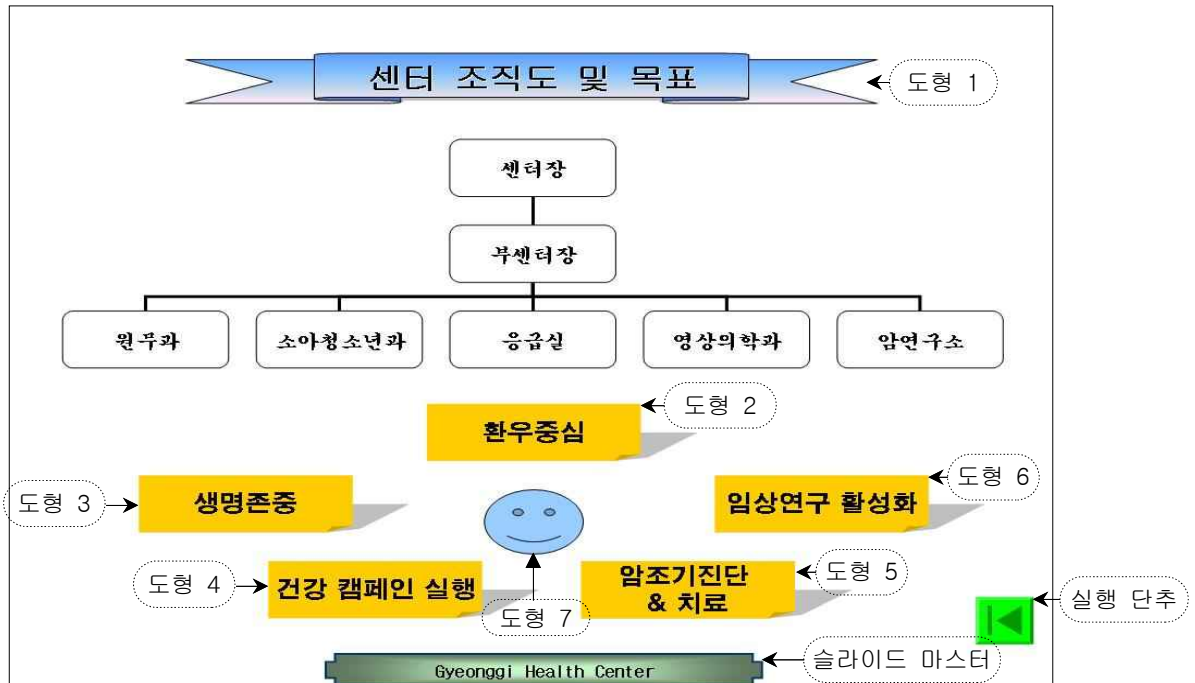 센터 조직도 및 목표
도형 1
센터장
부센터장
원무과
소아청소년과
응급실
영상의학과
암연구소
도형 2
환우중심
도형 3
생명존중
임상연구 활성화
도형 6
도형 4
건강 캠페인 실행
도형 7
암조기진단
& 치료
도형 5
실행 단추
Gyeonggi Health Center
슬라이드 마스터